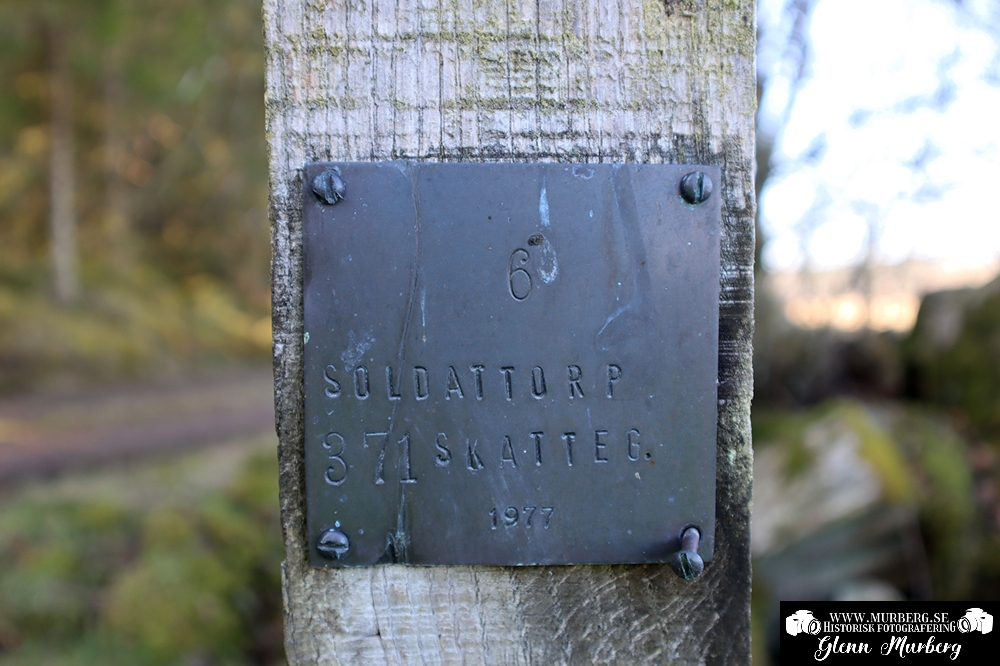 6
SOLDATTORP
371 SKATTEG.
1977
WWW.MURBERG.SE
HISTORISK FOTOGRAFERING
Glenn Murberg